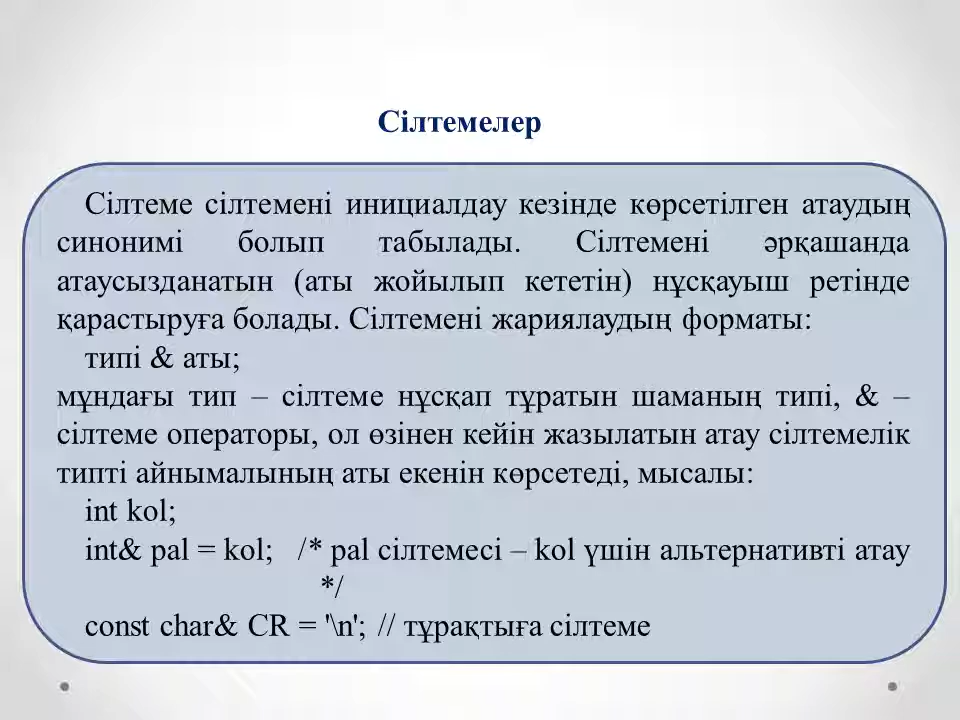 Сілтемелер
Сілтеме сілтемені инициалдау кезінде көрсетілген атаудың
синонимі болып табылады. Сілтемені әрқашанда
атаусызданатын (аты жойылып кететін) нұсқауыш ретінде
қарастыруға болады. Сілтемені жариялаудың форматы:
типі & аты;
мұндағы тип – сілтеме нұсқап тұратын шаманың типі, & –
сілтеме операторы, ол өзінен кейін жазылатын атау сілтемелік
типті айнымалының аты екенін көрсетеді, мысалы:
int kol;
int& pal = kol; /* pal сілтемесі – kol үшін альтернативті атау
*/
const char& CR = '\n'; // тұрақтыға сілтеме